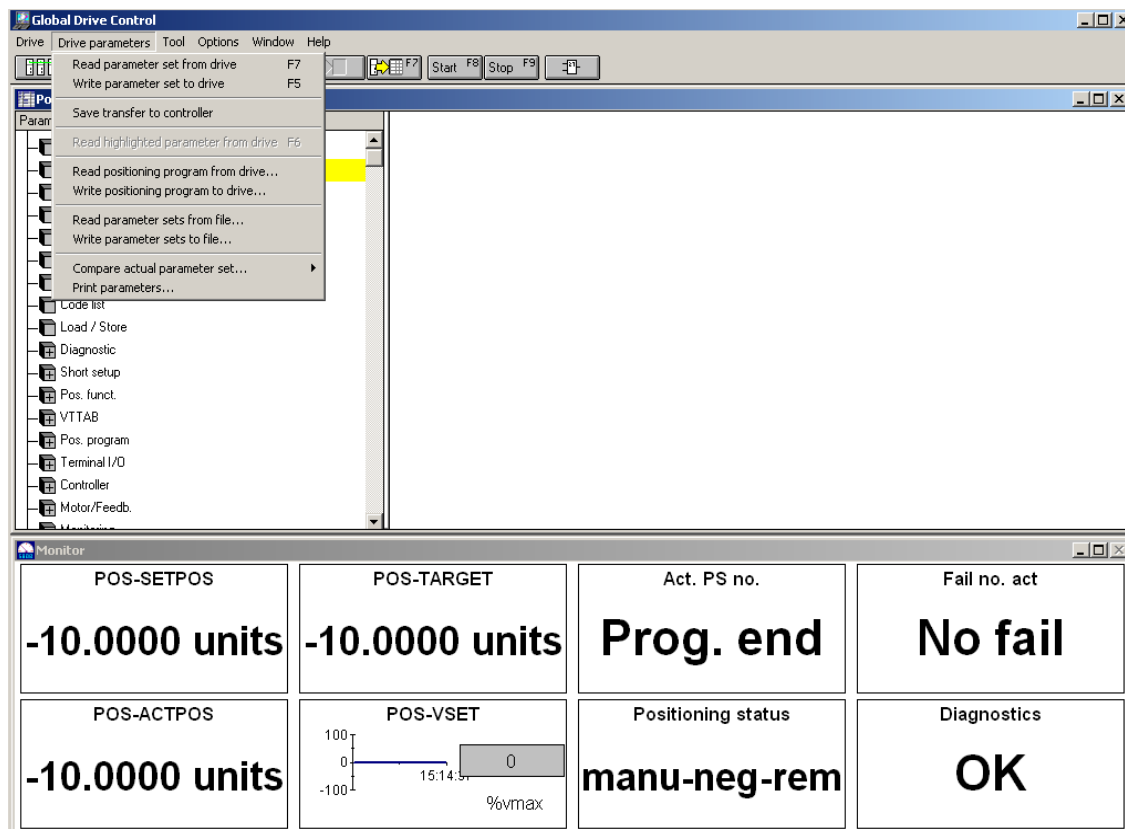 Global Drive Control
Drive Drive parameters Tool Options Window Help
F7 Start F8 Stop F9
Read parameter set from drive F7
Write parameter set to drive F5
Save transfer to controller
Read highlighted parameter from drive F6
Read positioning program from drive...
Write positioning program to drive...
Read parameter sets from file...
Write parameter sets to file...
Compare actual parameter set...
Print parameters...
Po
Param
Code list
Load / Store
Diagnostic
Short setup
Pos. funct.
VTTAB
Pos. program
Terminal I/O
Controller
Motor/Feedb.
Monitoring
Monitor
POS-SETPOS POS-TARGET Act. PS no. Fail no. act
-10.0000 units -10.0000 units Prog. end No fail
POS-ACTPOS POS-VSET Positioning status Diagnostics
-10.0000 units manu-neg-rem OK
100
0
-100
0
%vmax